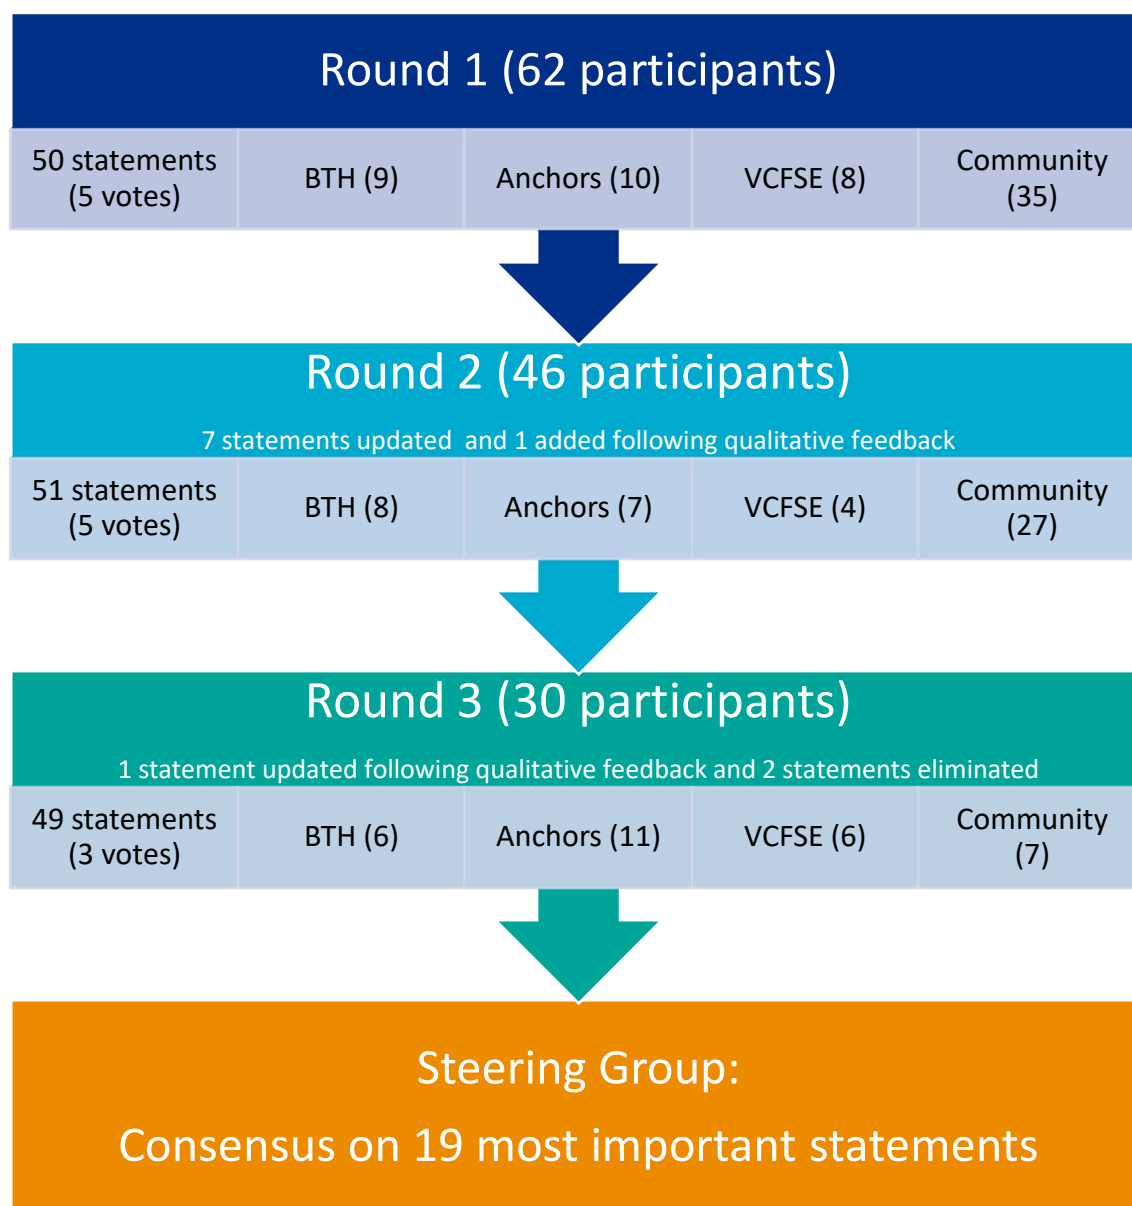 Round 1 (62 participants)
50 statements
(5 votes)
BTH (9)
Anchors (10)
VCFSE (8)
Community
(35)
Round 2 (46 participants)
7 statements updated  and 1 added following qualitative feedback
51 statements
(5 votes)
BTH (8)
Anchors (7)
VCFSE (4)
Community
(27)
Round 3 (30 participants)
1 statement updated following qualitative feedback and 2 statements eliminated
49 statements
(3 votes)
BTH (6)
Anchors (11)
VCFSE (6)
Community
(7)
Steering Group:
Consensus on 19 most important statements